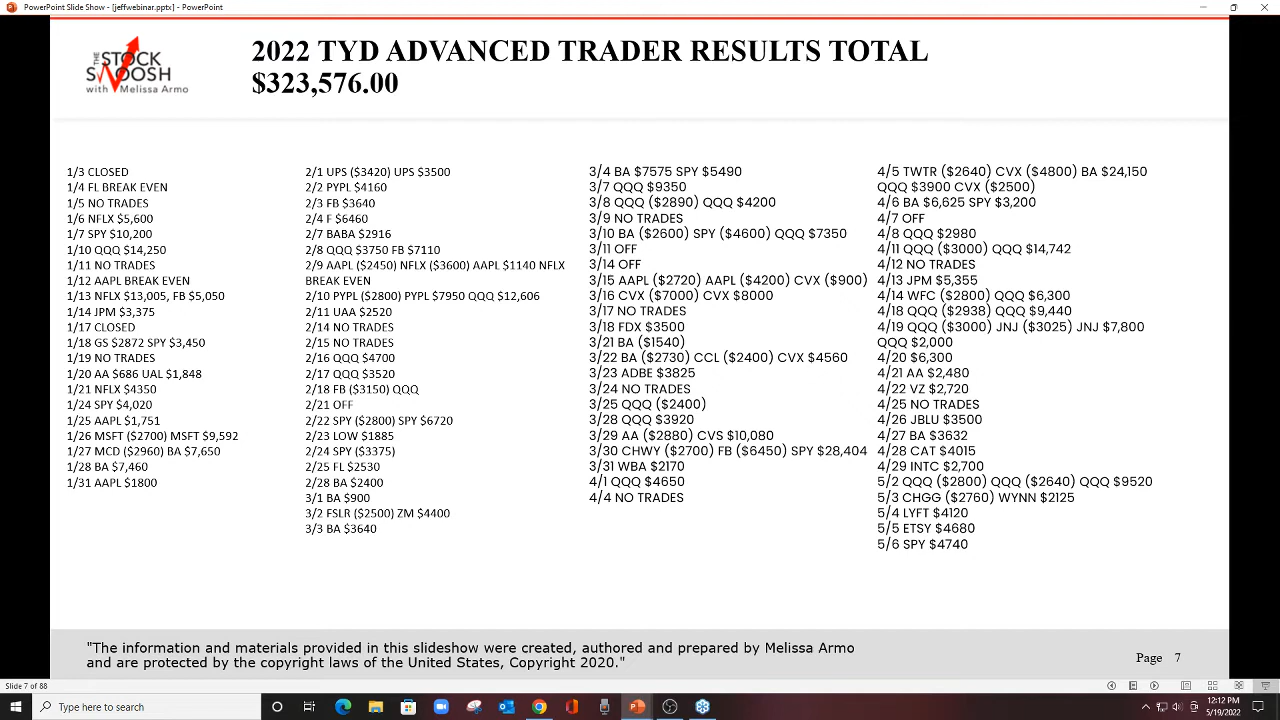 PowerPoint Slide Show - [jeffwebinar.pptx] - PowerPoint
THE
STOCK
SWOOSH
with Melissa Armo
2022 TYD ADVANCED TRADER RESULTS TOTAL
$323,576.00
1/3 CLOSED
1/4 FL BREAK EVEN
1/5 NO TRADES
1/6 NFLX $5,600
1/7 SPY $10,200
1/10 QQQ $14,250
1/11 NO TRADES
1/12 AAPL BREAK EVEN
1/13 NFLX $13,005, FB $5,050
1/14 JPM $3,375
1/17 CLOSED
1/18 GS $2872 SPY $3,450
1/19 NO TRADES
1/20 AA $686 UAL $1,848
1/21 NFLX $4350
1/24 SPY $4,020
1/25 AAPL $1,751
1/26 MSFT ($2700) MSFT $9,592
1/27 MCD ($2960) BA $7,650
1/28 BA $7,460
1/31 AAPL $1800
2/1 UPS ($3420) UPS $3500
2/2 PYPL $4160
2/3 FB $3640
2/4 F $6460
2/7 BABA $2916
2/8 QQQ $3750 FB $7110
2/9 AAPL ($2450) NFLX ($3600) AAPL $1140 NFLX
BREAK EVEN
2/10 PYPL ($2800) PYPL $7950 QQQ $12,606
2/11 UAA $2520
2/14 NO TRADES
2/15 NO TRADES
2/16 QQQ $4700
2/17 QQQ $3520
2/18 FB ($3150) QQQ
2/21 OFF
2/22 SPY ($2800) SPY $6720
2/23 LOW $1885
2/24 SPY ($3375)
2/25 FL $2530
2/28 BA $2400
3/1 BA $900
3/2 FSLR ($2500) ZM $4400
3/3 BA $3640
3/4 BA $7575 SPY $5490
3/7 QQQ $9350
3/8 QQQ ($2890) QQQ $4200
3/9 NO TRADES
3/10 BA ($2600) SPY ($4600) QQQ $7350
3/11 OFF
3/14 OFF
3/15 AAPL ($2720) AAPL ($4200) CVX ($900)
3/16 CVX ($7000) CVX $8000
3/17 NO TRADES
3/18 FDX $3500
3/21 BA ($1540)
3/22 BA ($2730) CCL ($2400) CVX $4560
3/23 ADBE $3825
3/24 NO TRADES
3/25 QQQ ($2400)
3/28 QQQ $3920
3/29 AA ($2880) CVS $10,080
3/30 CHWY ($2700) FB ($6450) SPY $28,404
3/31 WBA $2170
4/1 QQQ $4650
4/4 NO TRADES
4/5 TWTR ($2640) CVX ($4800) BA $24,150
QQQ $3900 CVX ($2500)
4/6 BA $6,625 SPY $3,200
4/7 OFF
4/8 QQQ $2980
4/11 QQQ ($3000) QQQ $14,742
4/12 NO TRADES
4/13 JPM $5,355
4/14 WFC ($2800) QQQ $6,300
4/18 QQQ ($2938) QQQ $9,440
4/19 QQQ ($3000) JNJ ($3025) JNJ $7,800
QQQ $2,000
4/20 $6,300
4/21 AA $2,480
4/22 VZ $2,720
4/25 NO TRADES
4/26 JBLU $3500
4/27 BA $3632
4/28 CAT $4015
4/29 INTC $2,700
5/2 QQQ ($2800) QQQ ($2640) QQQ $9520
5/3 CHGG ($2760) WYNN $2125
5/4 LYFT $4120
5/5 ETSY $4680
5/6 SPY $4740
"The information and materials provided in this slideshow were created, authored and prepared by Melissa Armo
and are protected by the copyright laws of the United States, Copyright 2020."
Page 7
Slide 7 of 88
Type here to search
12:12 PM
5/19/2022